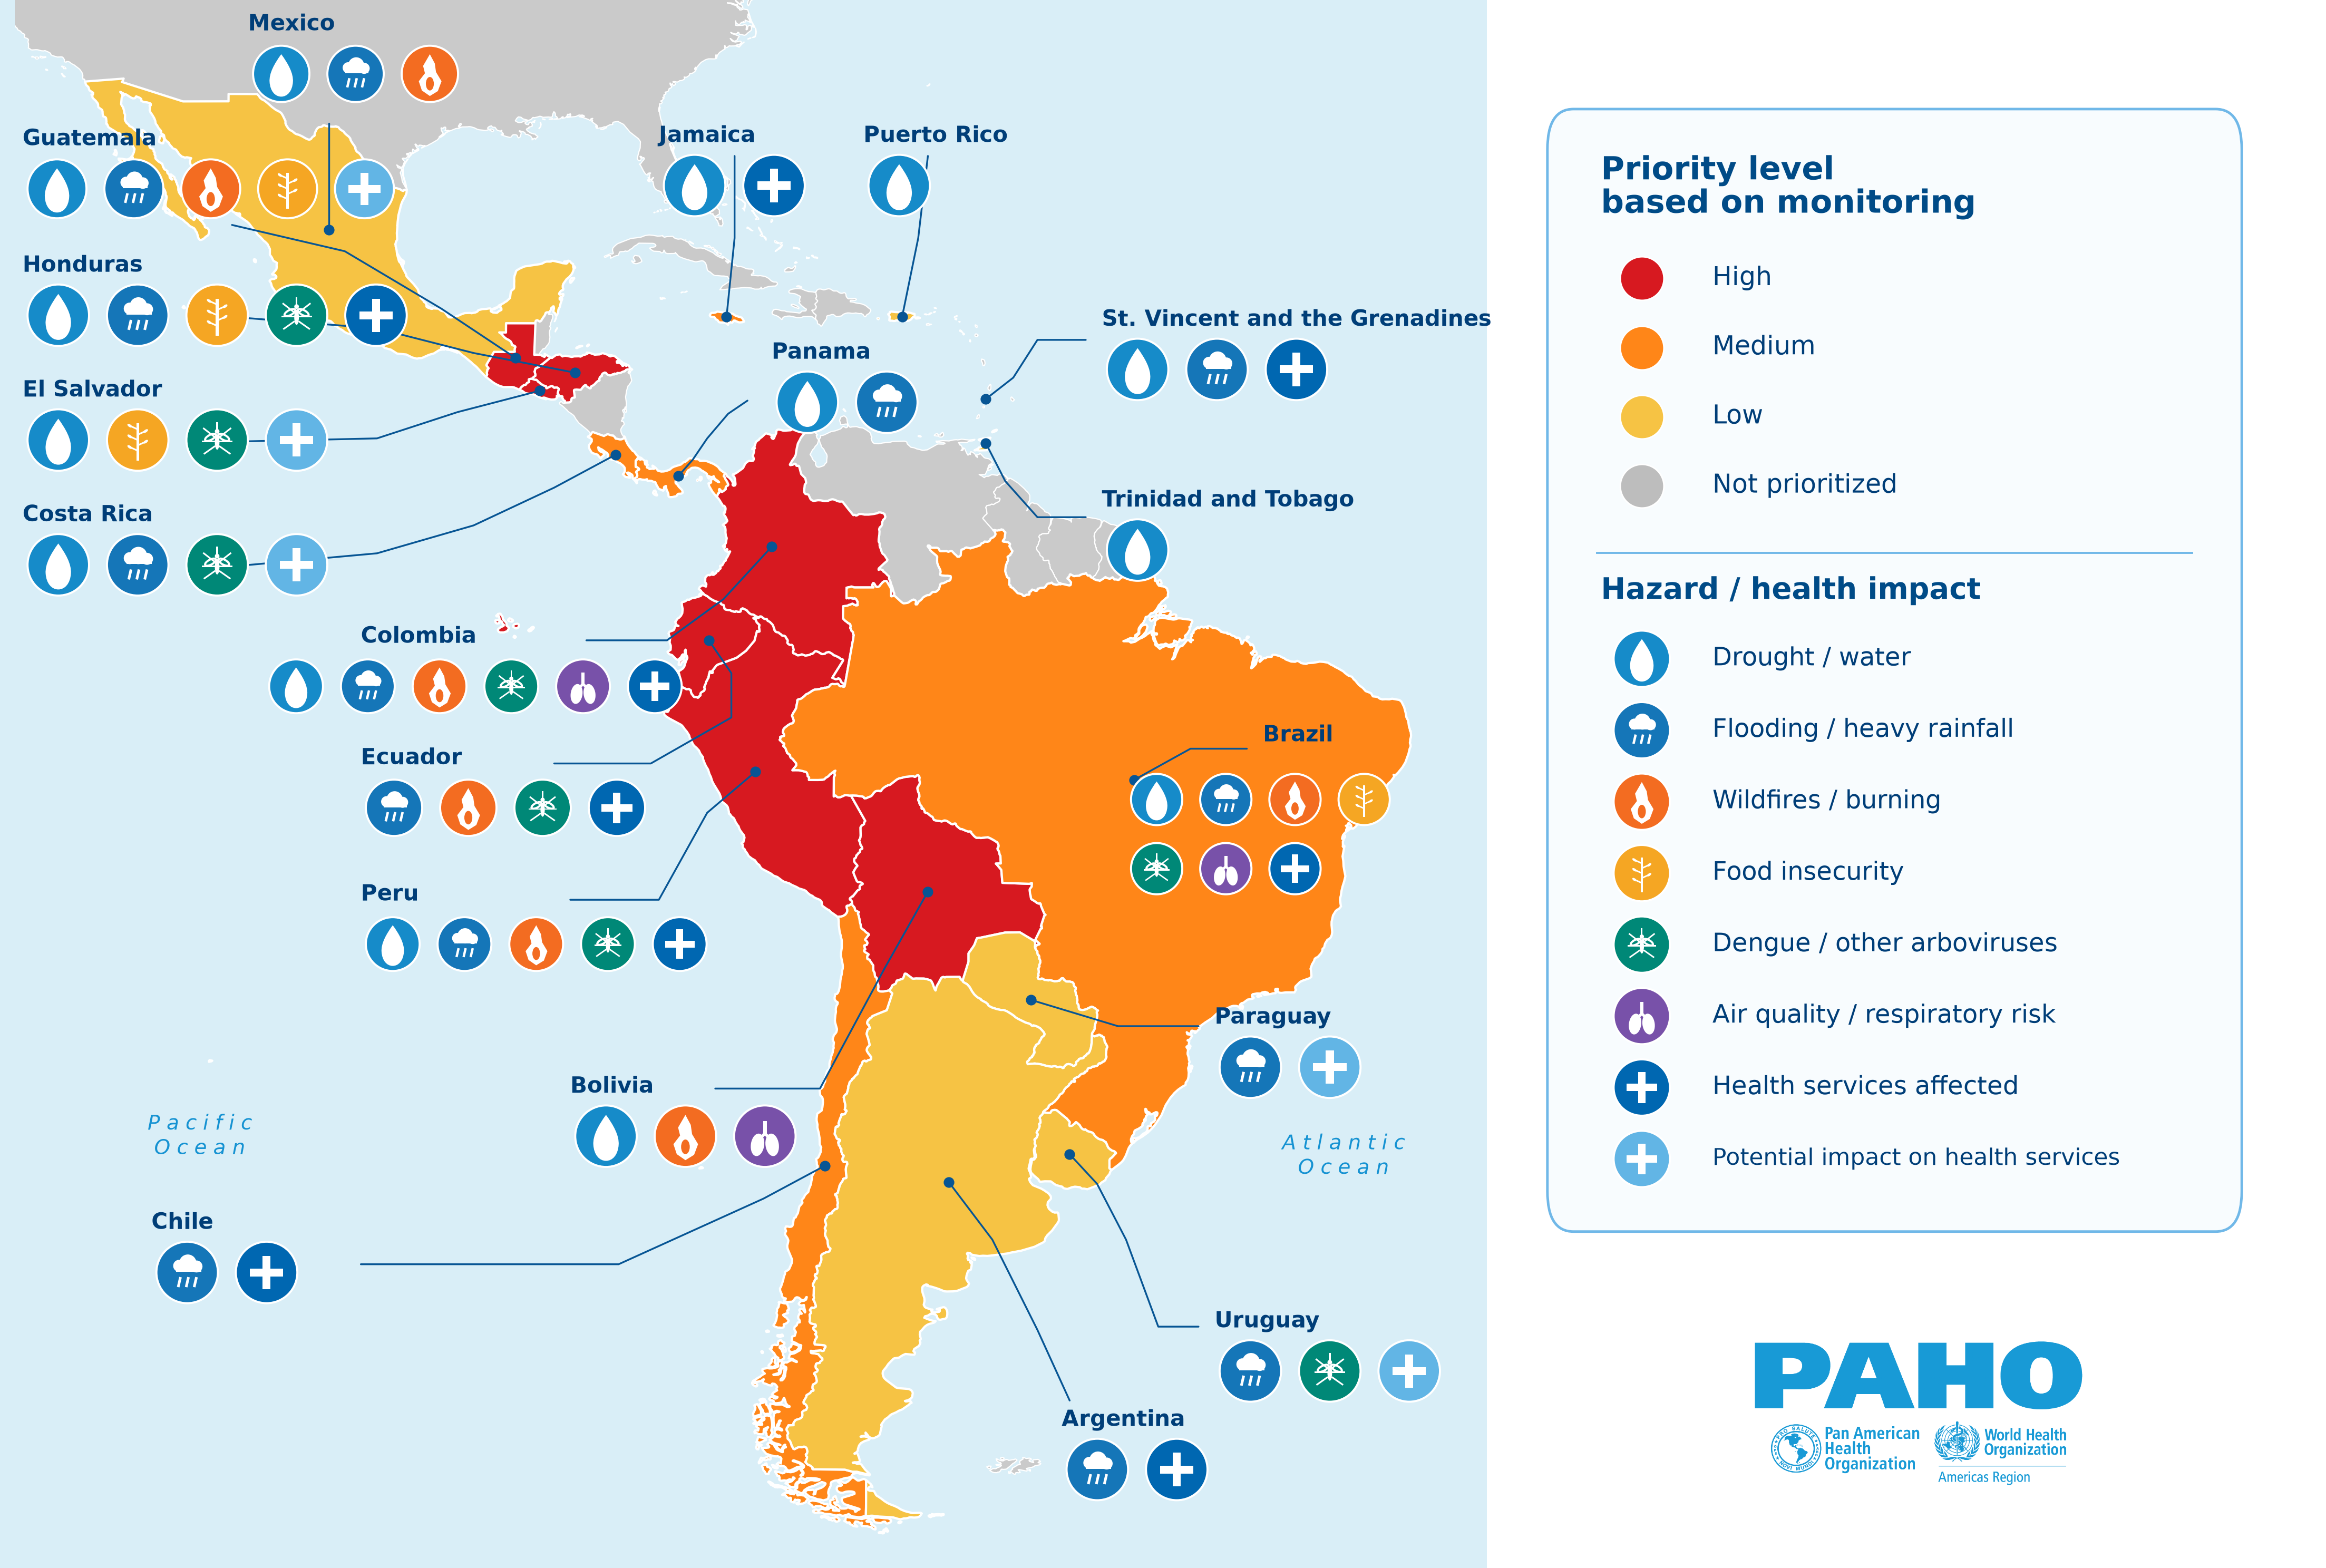 Mexico
Guatemala
Jamaica
Puerto Rico
Honduras
St. Vincent and the Grenadines
Panama
El Salvador
Trinidad and Tobago
Costa Rica
Colombia
Ecuador
Brazil
Peru
Paraguay
Bolivia
Pacific
Ocean
Atlantic
Ocean
Chile
Uruguay
Argentina
Priority level
based on monitoring
High
Medium
Low
Not prioritized
Hazard / health impact
Drought / water
Flooding / heavy rainfall
Wildfires / burning
Food insecurity
Dengue / other arboviruses
Air quality / respiratory risk
Health services affected
Potential impact on health services
PAHO
PRO SALUTE
NOVI MUNDI
Pan American
Health
Organization
World Health
Organization
Americas Region